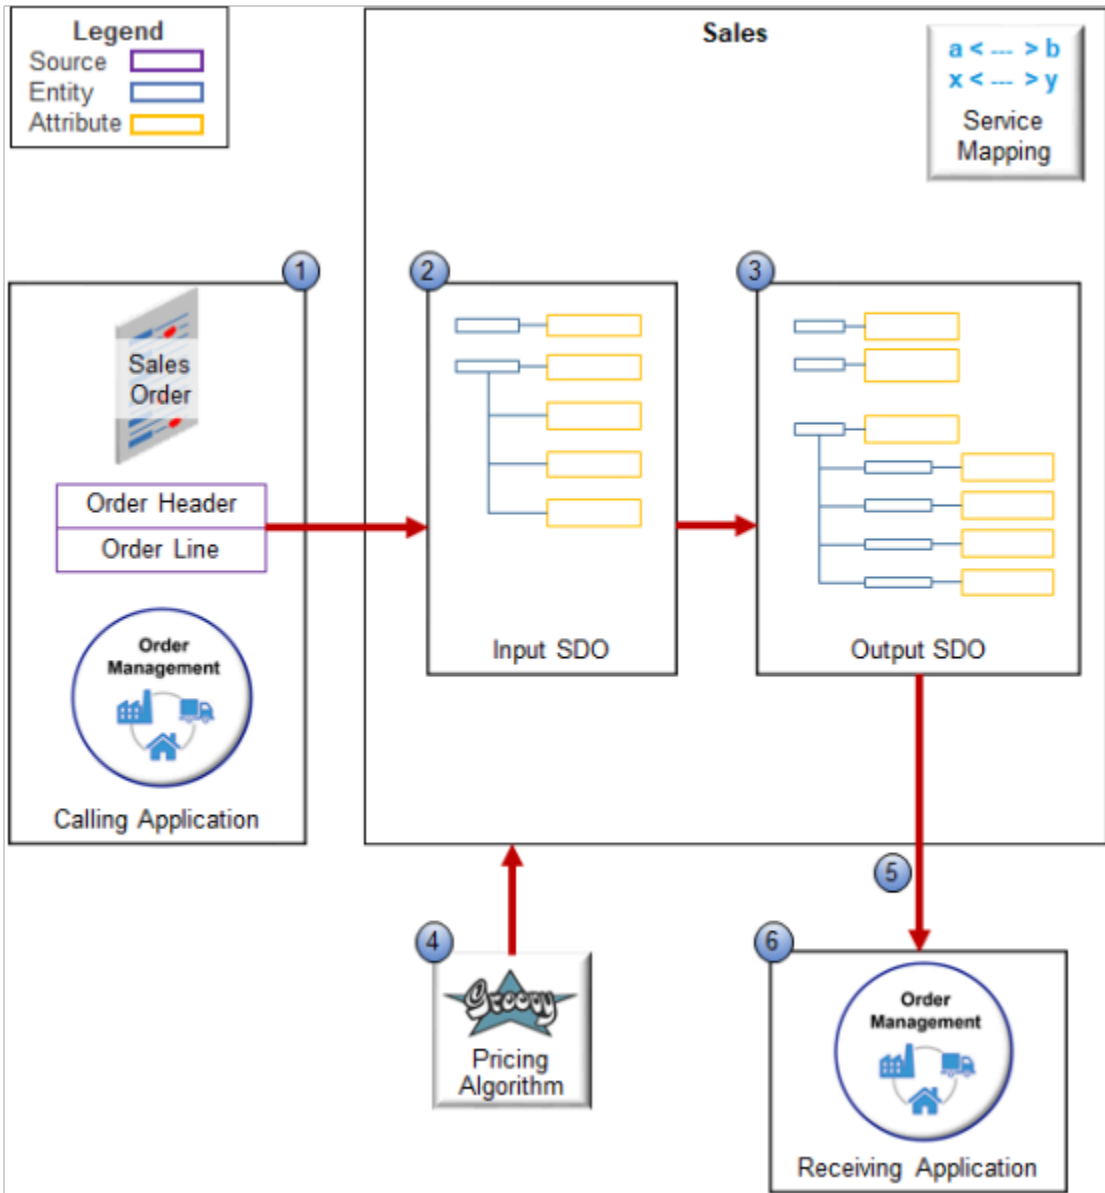 Legend
Source
Entity
Attribute
Sales
a < --- > b
x < --- > y
Service
Mapping
1
Sales
Order
Order Header
Order Line
Order
Management
Calling Application
2
Input SDO
3
Output SDO
4
Groovy
Pricing
Algorithm
5
6
Order
Management
Receiving Application